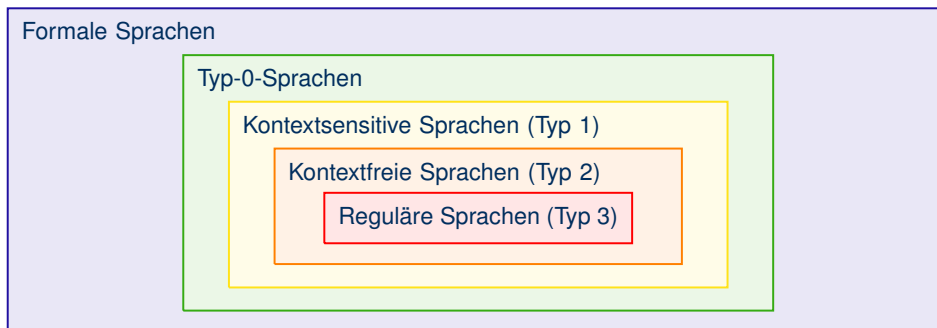 Formale Sprachen
Typ-0-Sprachen
Kontextsensitive Sprachen (Typ 1)
Kontextfreie Sprachen (Typ 2)
Reguläre Sprachen (Typ 3)